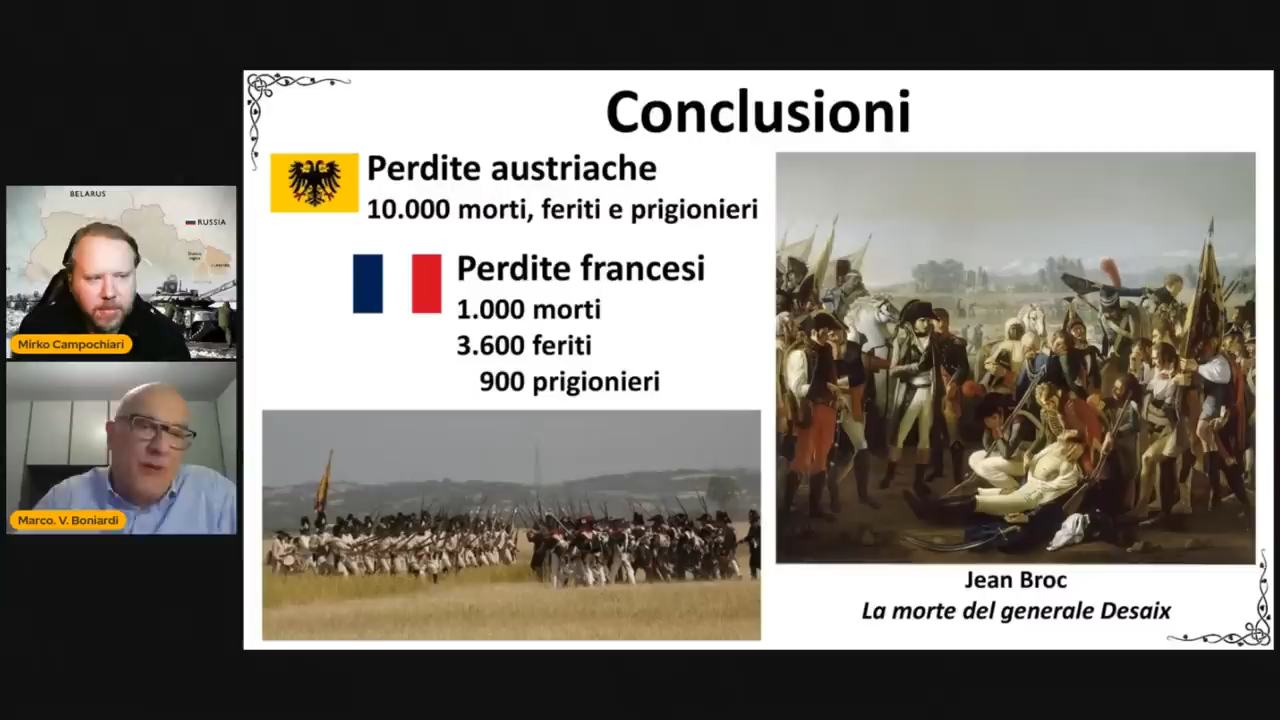 Conclusioni
Perdite austriache
10.000 morti, feriti e prigionieri
Perdite francesi
1.000 morti
3.600 feriti
900 prigionieri
Jean Broc
La morte del generale Desaix
BELARUS
RUSSIA
Mirko Campochiari
Marco. V. Boniardi